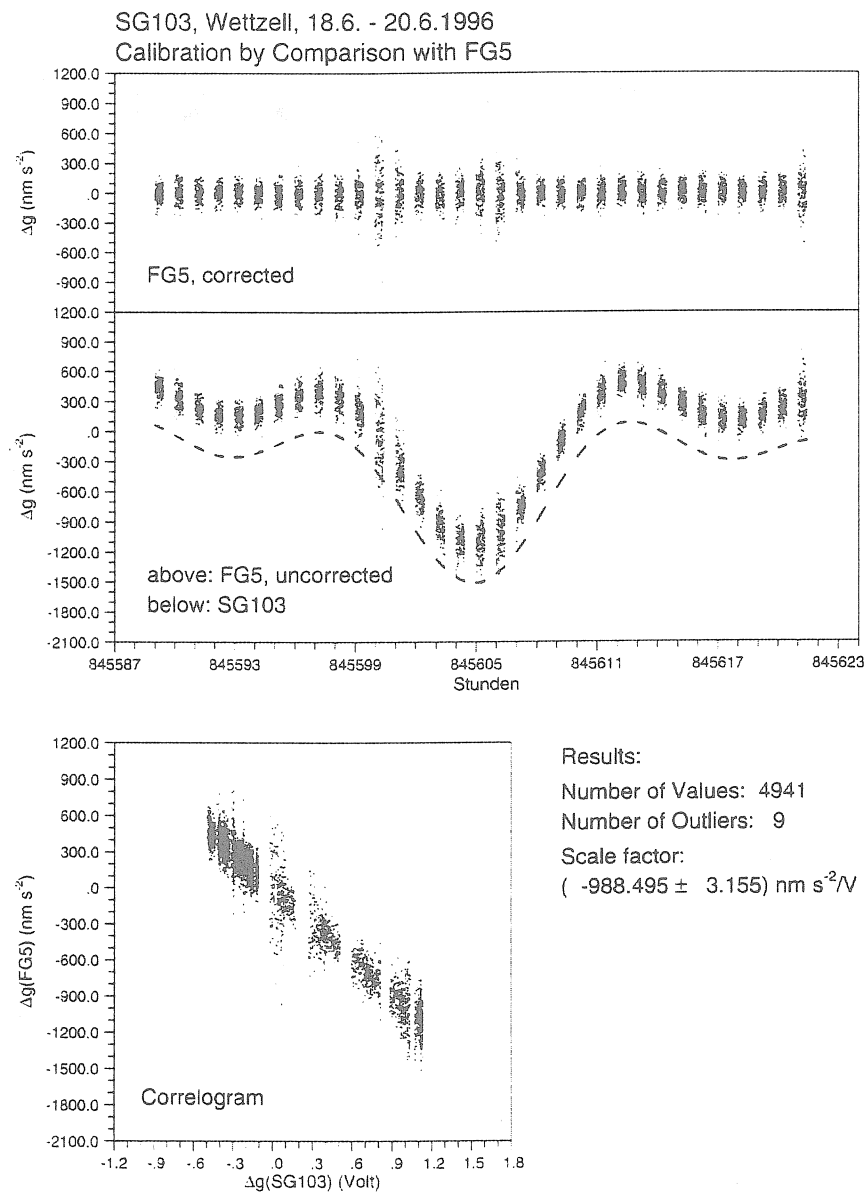 SG103, Wettzell, 18.6. - 20.6.1996
Calibration by Comparison with FG5
1200.0
900.0
600.0
300.0
.0
-300.0
-600.0
-900.0
Δg (nm s⁻²)
FG5, corrected
1200.0
900.0
600.0
300.0
.0
-300.0
-600.0
-900.0
-1200.0
-1500.0
-1800.0
-2100.0
Δg (nm s⁻²)
above: FG5, uncorrected
below: SG103
845587 845593 845599 845605 845611 845617 845623
Stunden
1200.0
900.0
600.0
300.0
.0
-300.0
-600.0
-900.0
-1200.0
-1500.0
-1800.0
-2100.0
Δg(FG5) (nm s⁻²)
Correlogram
-1.2 -.9 -.6 -.3 .0 .3 .6 .9 1.2 1.5 1.8
Δg(SG103) (Volt)
Results:
Number of Values: 4941
Number of Outliers: 9
Scale factor:
( -988.495 ± 3.155) nm s⁻²/V